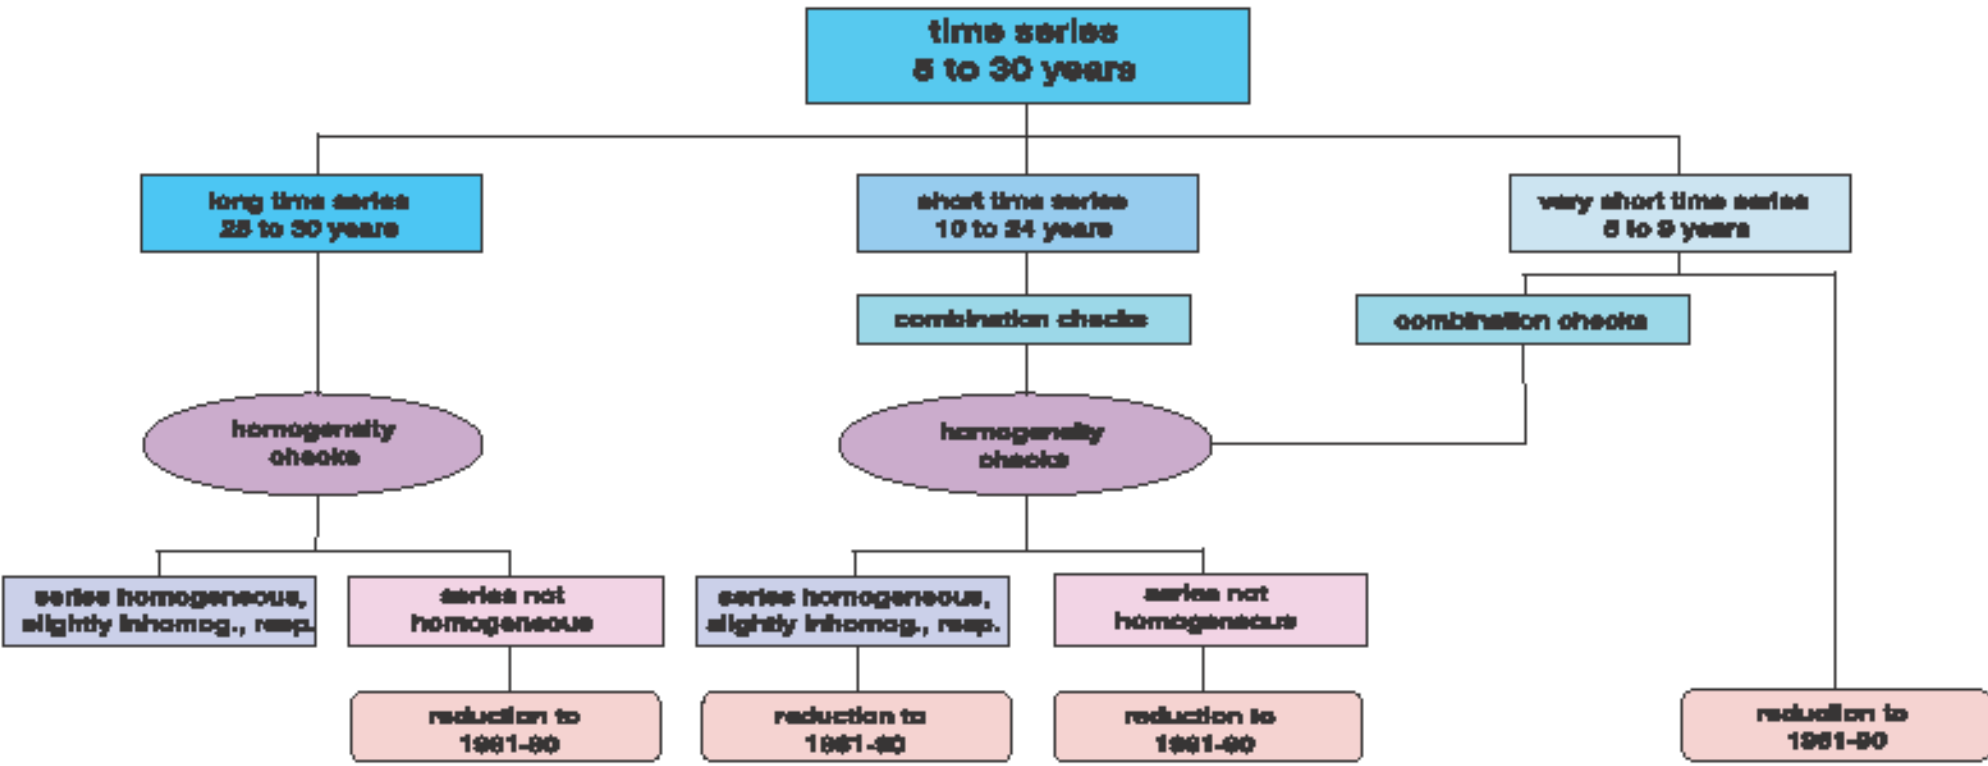 time series
5 to 30 years
long time series
25 to 30 years
short time series
10 to 24 years
very short time series
5 to 9 years
combination checks
combination checks
homogeneity
checks
homogeneity
checks
series homogeneous,
slightly inhomog., resp.
series not
homogeneous
series homogeneous,
slightly inhomog., resp.
series not
homogeneous
reduction to
1961-90
reduction to
1961-90
reduction to
1961-90
reduction to
1961-90